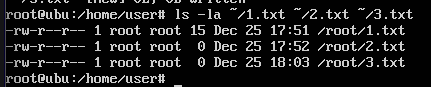 root@ubu:/home/user# ls -la ~/1.txt ~/2.txt ~/3.txt
-rw-r--r-- 1 root root 15 Dec 25 17:51 /root/1.txt
-rw-r--r-- 1 root root  0 Dec 25 17:52 /root/2.txt
-rw-r--r-- 1 root root  0 Dec 25 18:03 /root/3.txt
root@ubu:/home/user#